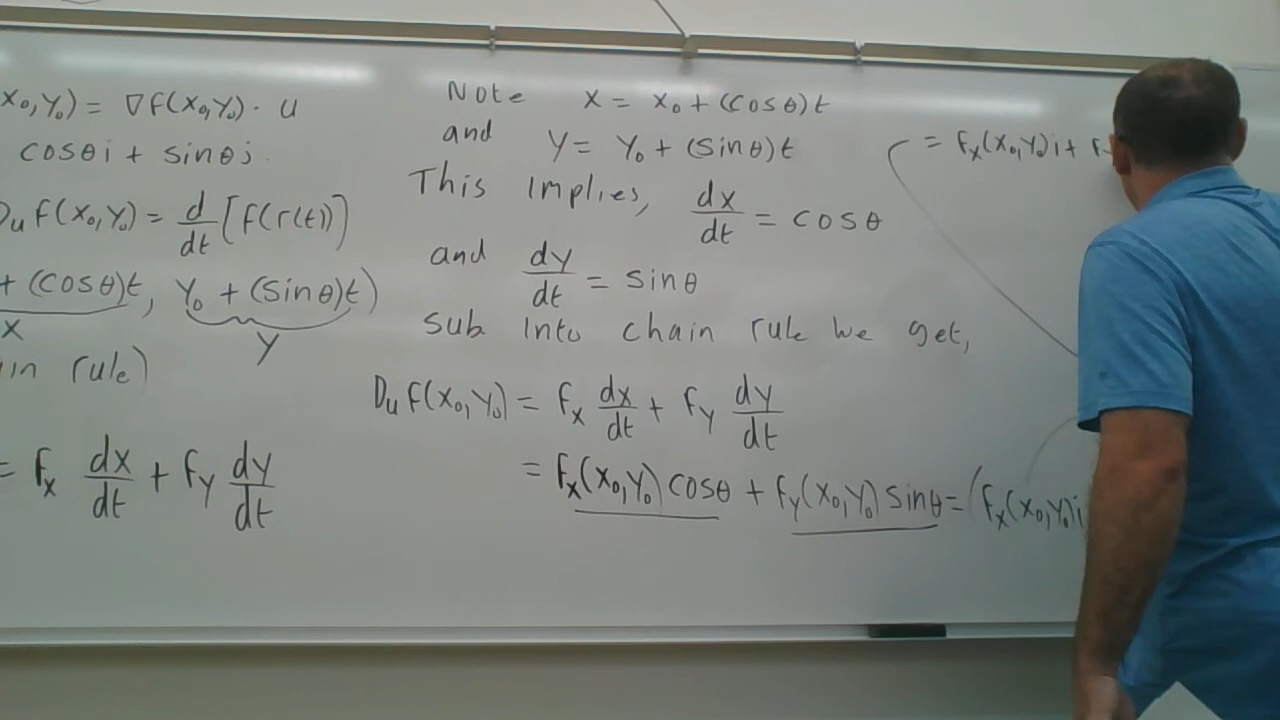 x₀,y₀) = ∇f(x₀,y₀) · u
cosθi + sinθj
Duf(x₀,y₀) = d/dt [f(r(t))]
+ (cosθ)t, y₀ + (sinθ)t)
x y
in rule)
= fx dx/dt + fy dy/dt
Note x = x₀ + (cosθ)t
and y = y₀ + (sinθ)t
This implies, dx/dt = cosθ
and dy/dt = sinθ
sub into chain rule we get,
Duf(x₀,y₀) = fx dx/dt + fy dy/dt
= fx(x₀,y₀) cosθ + fy(x₀,y₀) sinθ = (fx(x₀,y₀)i
= fx(x₀,y₀)i + f